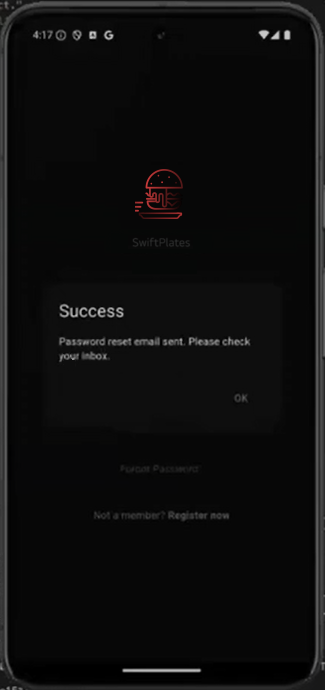 4:17
SwiftPlates
Success
Password reset email sent. Please check
your inbox.
OK
Forgot Password
Not a member? Register now